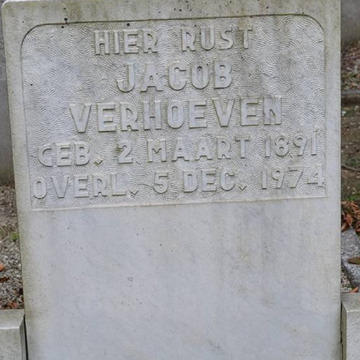 HIER RUST
JACOB
VERHOEVEN
GEB. 2 MAART 1891
OVERL. 5 DEC. 1974